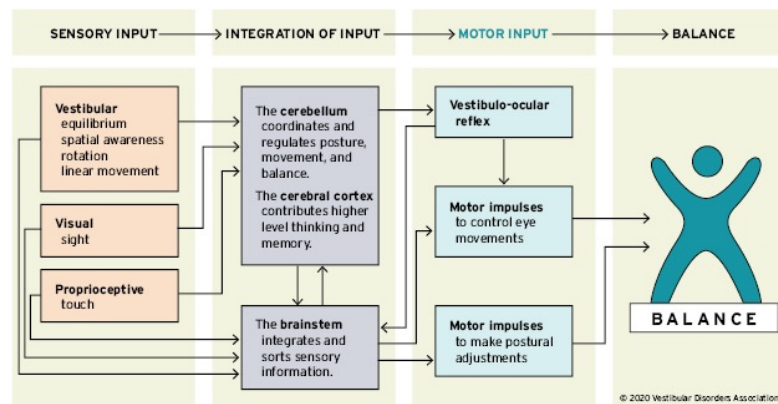 SENSORY INPUT
INTEGRATION OF INPUT
MOTOR INPUT
BALANCE
Vestibular
equilibrium
spatial awareness
rotation
linear movement
Visual
sight
Proprioceptive
touch
The cerebellum
coordinates and
regulates posture,
movement, and
balance.
The cerebral cortex
contributes higher
level thinking and
memory.
The brainstem
integrates and
sorts sensory
information.
Vestibulo-ocular
reflex
Motor impulses
to control eye
movements
Motor impulses
to make postural
adjustments
BALANCE
© 2020 Vestibular Disorders Association